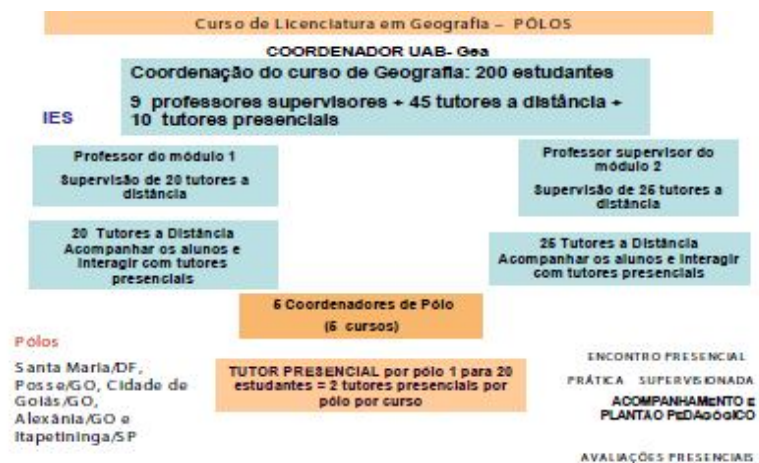 Curso de Licenciatura em Geografia – PÓLOS
COORDENADOR UAB- Gea
Coordenação do curso de Geografia: 200 estudantes
9 professores supervisores + 45 tutores a distância +
10 tutores presenciais
IES
Professor do módulo 1
Supervisão de 20 tutores a
distância
Professor supervisor do
módulo 2
Supervisão de 25 tutores a
distância
20 Tutores a Distância
Acompanhar os alunos e
Interagir com tutores
presenciais
25 Tutores a Distância
Acompanhar os alunos e Interagir
com tutores presenciais
5 Coordenadores de Pólo
(5 cursos)
Pólos
Santa Maria/DF,
Posse/GO, Cidade de
Goiás/GO,
Alexânia/GO e
Itapetininga/SP
TUTOR PRESENCIAL por pólo 1 para 20
estudantes = 2 tutores presenciais por
pólo por curso
ENCONTRO PRESENCIAL
PRÁTICA SUPERVISIONADA
ACOMPANHAMENTO E
PLANTAO PEDAGÓGICO
AVALIAÇÕES PRESENCIAIS